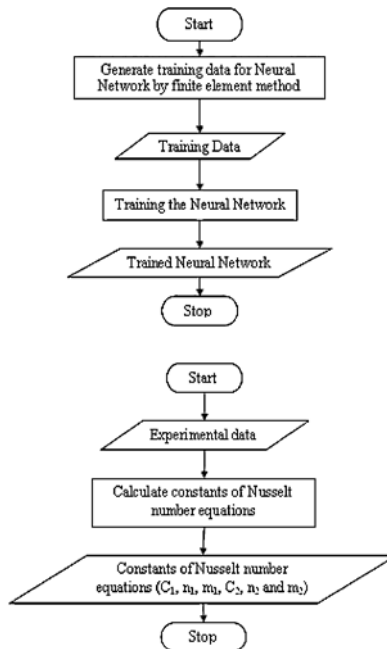 Start
Generate training data for Neural
Network by finite element method
Training Data
Training the Neural Network
Trained Neural Network
Stop
Start
Experimental data
Calculate constants of Nusselt
number equations
Constants of Nusselt number
equations (C₁, n₁, m₁, C₂, n₂ and m₂)
Stop